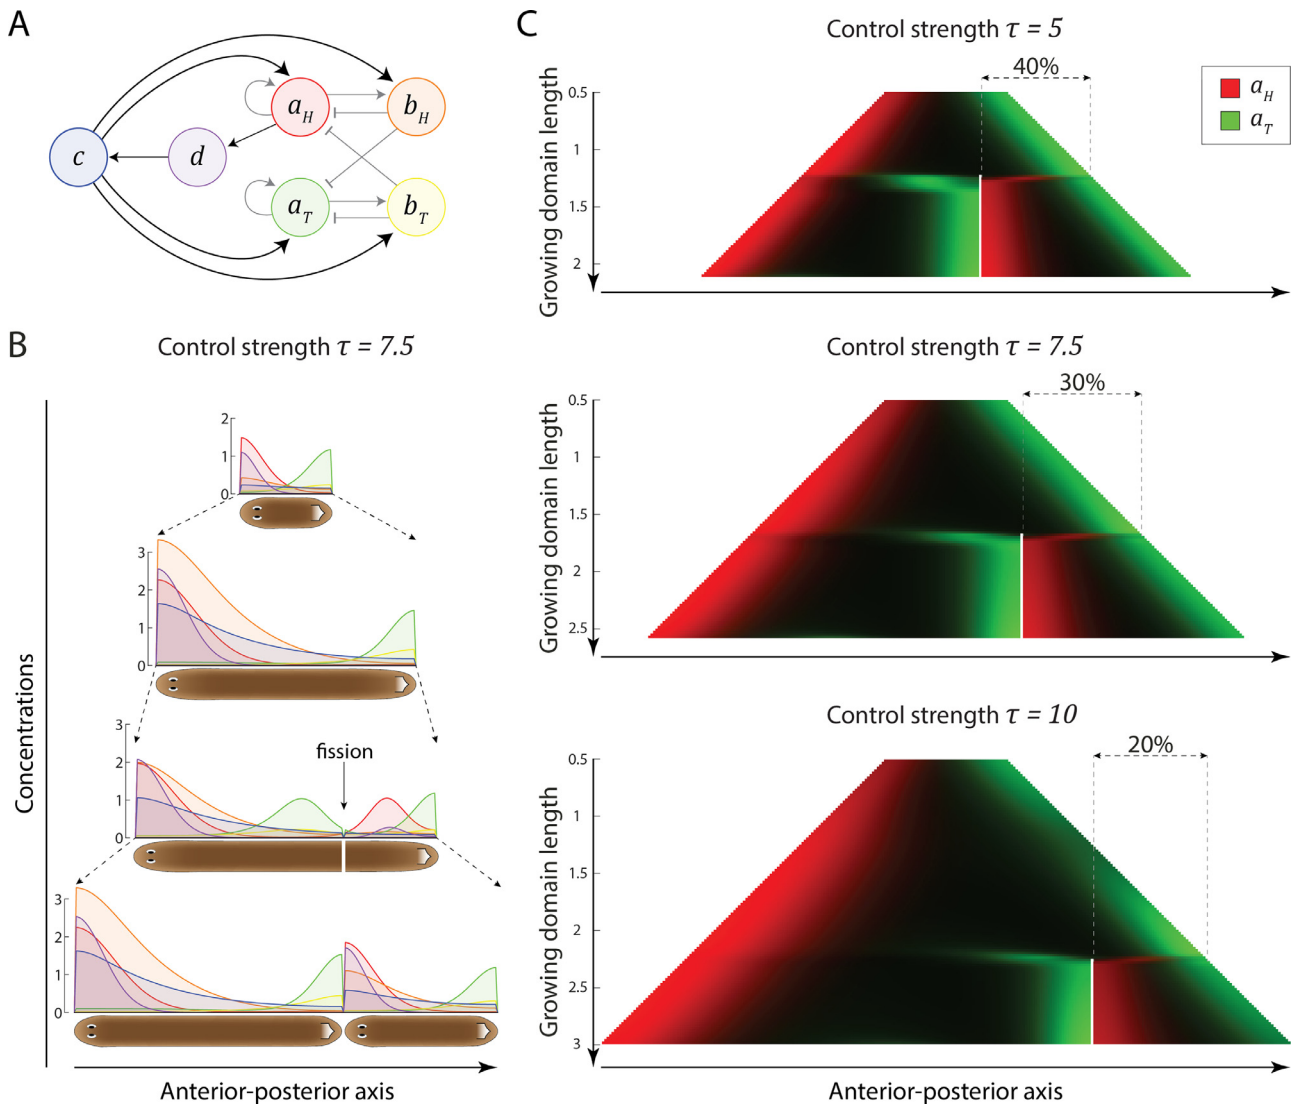 A
c
d
a_H
b_H
a_T
b_T
B
Control strength τ = 7.5
Concentrations
2
1
0
3
2
1
0
3
2
1
0
fission
3
2
1
0
Anterior-posterior axis
C
Control strength τ = 5
40%
Growing domain length
0.5
1
1.5
2
a_H
a_T
Control strength τ = 7.5
30%
Growing domain length
0.5
1
1.5
2
2.5
Control strength τ = 10
20%
Growing domain length
0.5
1
1.5
2
2.5
3
Anterior-posterior axis